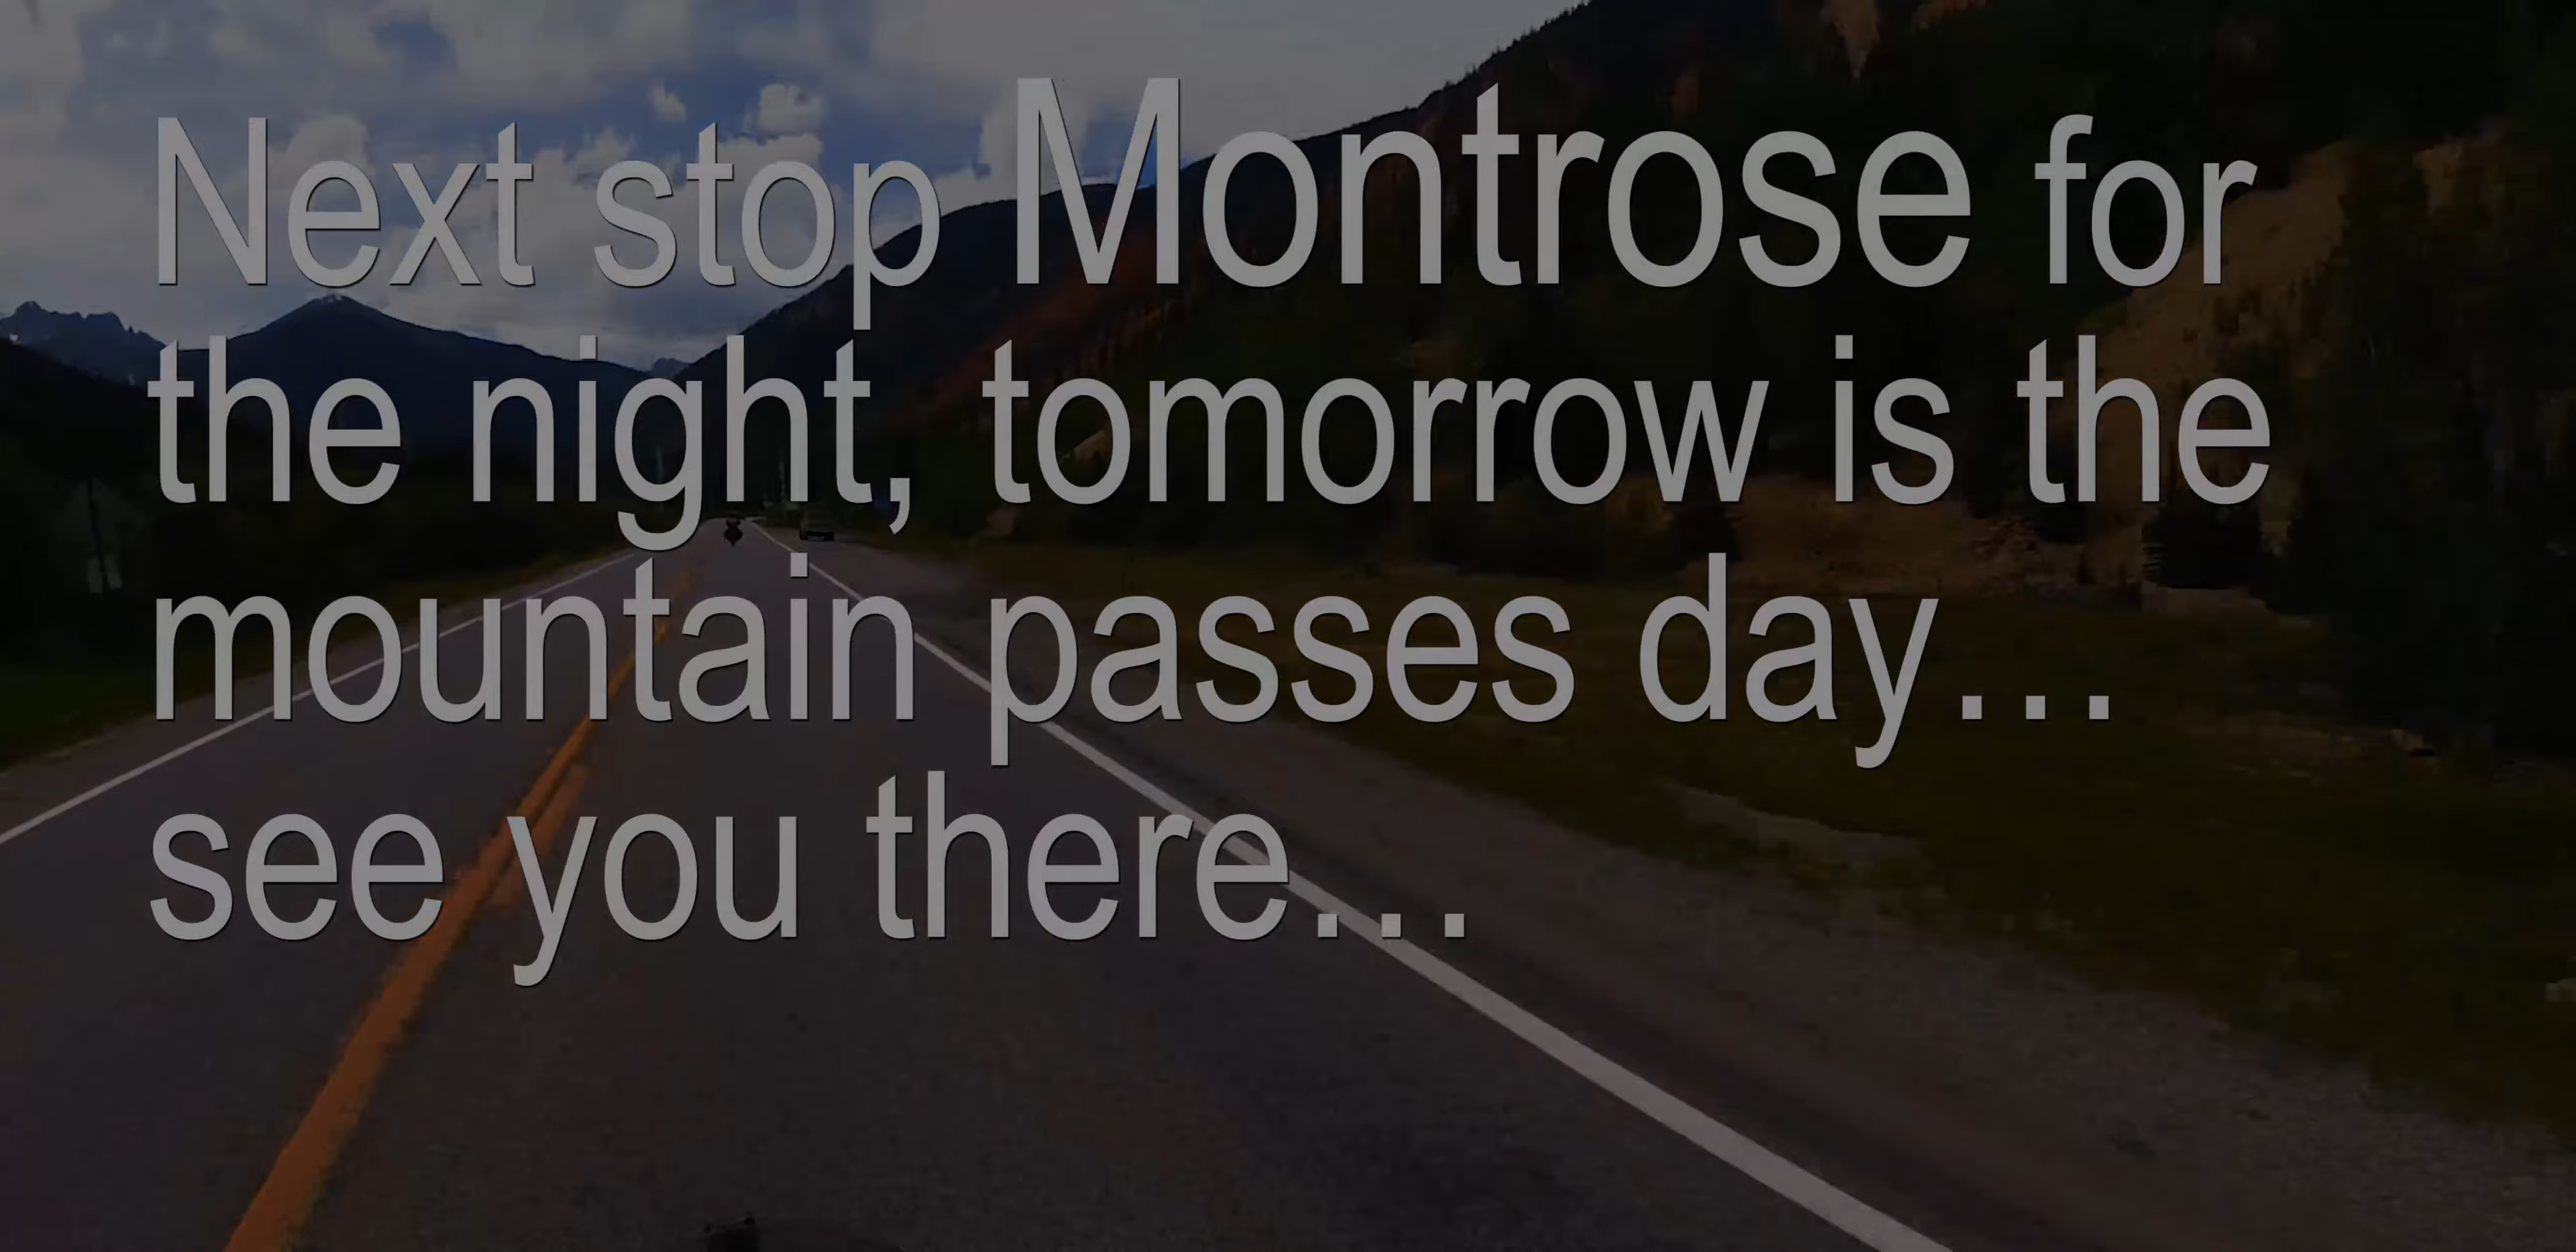 Next stop Montrose for
the night, tomorrow is the
mountain passes day...
see you there...